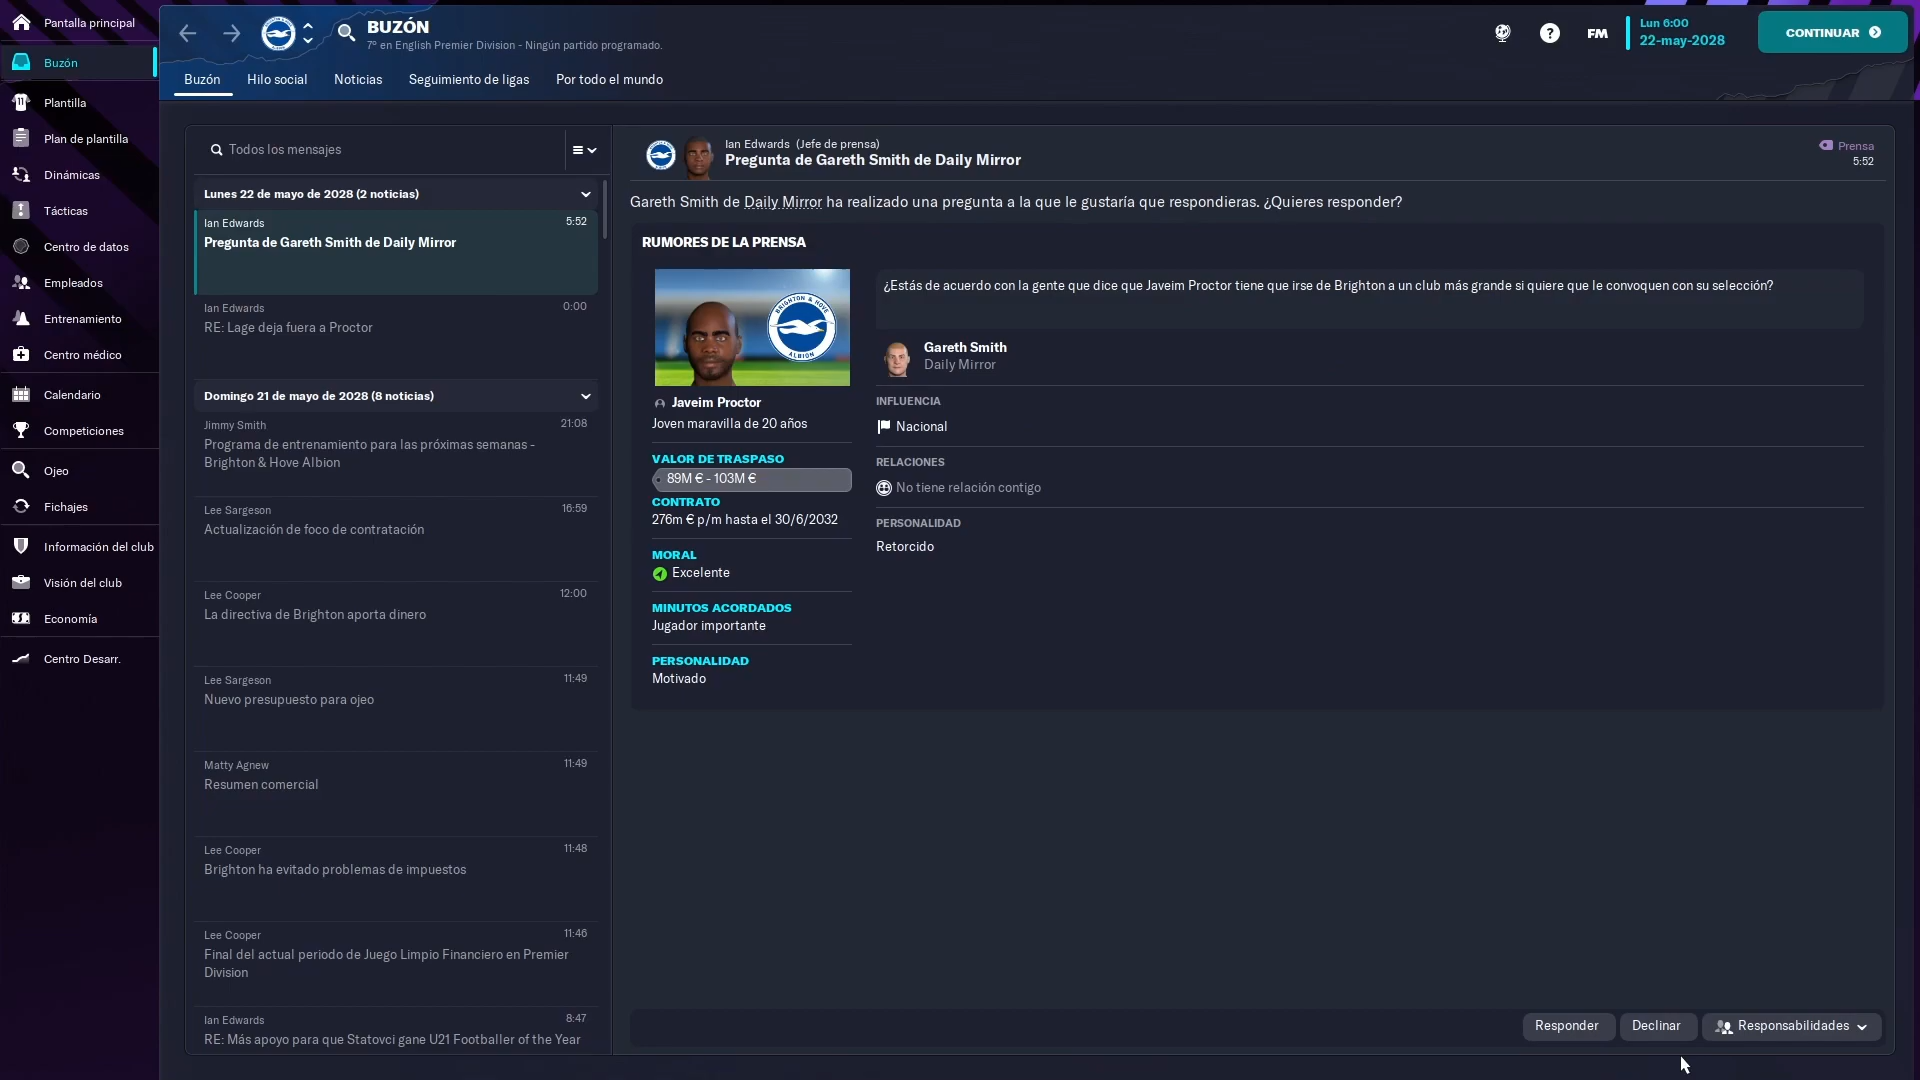 Pantalla principal
Buzón
Plantilla
Plan de plantilla
Dinámicas
Tácticas
Centro de datos
Empleados
Entrenamiento
Centro médico
Calendario
Competiciones
Ojeo
Fichajes
Información del club
Visión del club
Economía
Centro Desarr.
BUZÓN
7º en English Premier Division - Ningún partido programado.
FM
Lun 6:00
22-may-2028
CONTINUAR
Buzón
Hilo social
Noticias
Seguimiento de ligas
Por todo el mundo
Todos los mensajes
Lunes 22 de mayo de 2028 (2 noticias)
Ian Edwards 5:52
Pregunta de Gareth Smith de Daily Mirror
Ian Edwards 0:00
RE: Lage deja fuera a Proctor
Domingo 21 de mayo de 2028 (8 noticias)
Jimmy Smith 21:08
Programa de entrenamiento para las próximas semanas -
Brighton & Hove Albion
Lee Sargeson 16:59
Actualización de foco de contratación
Lee Cooper 12:00
La directiva de Brighton aporta dinero
Lee Sargeson 11:49
Nuevo presupuesto para ojeo
Matty Agnew 11:49
Resumen comercial
Lee Cooper 11:48
Brighton ha evitado problemas de impuestos
Lee Cooper 11:46
Final del actual periodo de Juego Limpio Financiero en Premier
Division
Ian Edwards 8:47
RE: Más apoyo para que Statovci gane U21 Footballer of the Year
Ian Edwards (Jefe de prensa)
Pregunta de Gareth Smith de Daily Mirror
Prensa
5:52
Gareth Smith de Daily Mirror ha realizado una pregunta a la que le gustaría que respondieras. ¿Quieres responder?
RUMORES DE LA PRENSA
BRIGHTON & HOVE
ALBION
Javeim Proctor
Joven maravilla de 20 años
VALOR DE TRASPASO
89M € - 103M €
CONTRATO
276m € p/m hasta el 30/6/2032
MORAL
Excelente
MINUTOS ACORDADOS
Jugador importante
PERSONALIDAD
Motivado
¿Estás de acuerdo con la gente que dice que Javeim Proctor tiene que irse de Brighton a un club más grande si quiere que le convoquen con su selección?
Gareth Smith
Daily Mirror
INFLUENCIA
Nacional
RELACIONES
No tiene relación contigo
PERSONALIDAD
Retorcido
Responder
Declinar
Responsabilidades